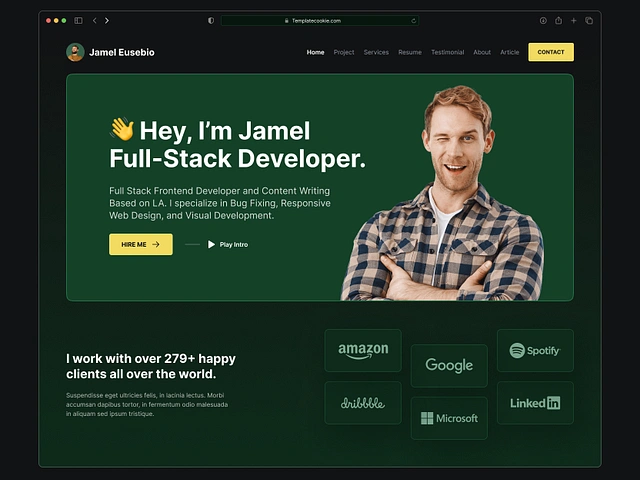 Templatecookie.com
Jamel Eusebio
Home Project Services Resume Testimonial About Article CONTACT
👋 Hey, I’m Jamel
Full-Stack Developer.
Full Stack Frontend Developer and Content Writing
Based on LA. I specialize in Bug Fixing, Responsive
Web Design, and Visual Development.
HIRE ME → Play Intro
I work with over 279+ happy
clients all over the world.
Suspendisse eget ultricies felis, in lacinia lectus. Morbi
accumsan dapibus tortor, in fermentum odio malesuada
in aliquam sed ipsum tristique.
amazon
Google
Spotify
dribbble
Microsoft
Linkedin